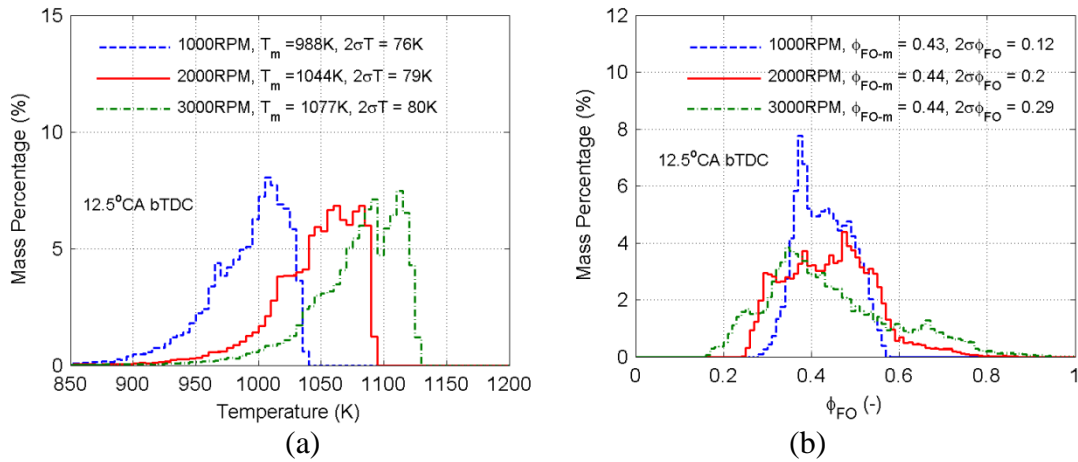 15
1000RPM, Tm =988K, 2σT = 76K
2000RPM, Tm =1044K, 2σT = 79K
3000RPM, Tm = 1077K, 2σT = 80K
10
12.5°CA bTDC
5
0
850 900 950 1000 1050 1100 1150 1200
Mass Percentage (%)
Temperature (K)
(a)
12
1000RPM, ϕFO-m = 0.43, 2σϕFO = 0.12
2000RPM, ϕFO-m = 0.44, 2σϕFO = 0.2
3000RPM, ϕFO-m = 0.44, 2σϕFO = 0.29
10
8
12.5°CA bTDC
6
4
2
0
0 0.2 0.4 0.6 0.8 1
Mass Percentage (%)
ϕFO (-)
(b)